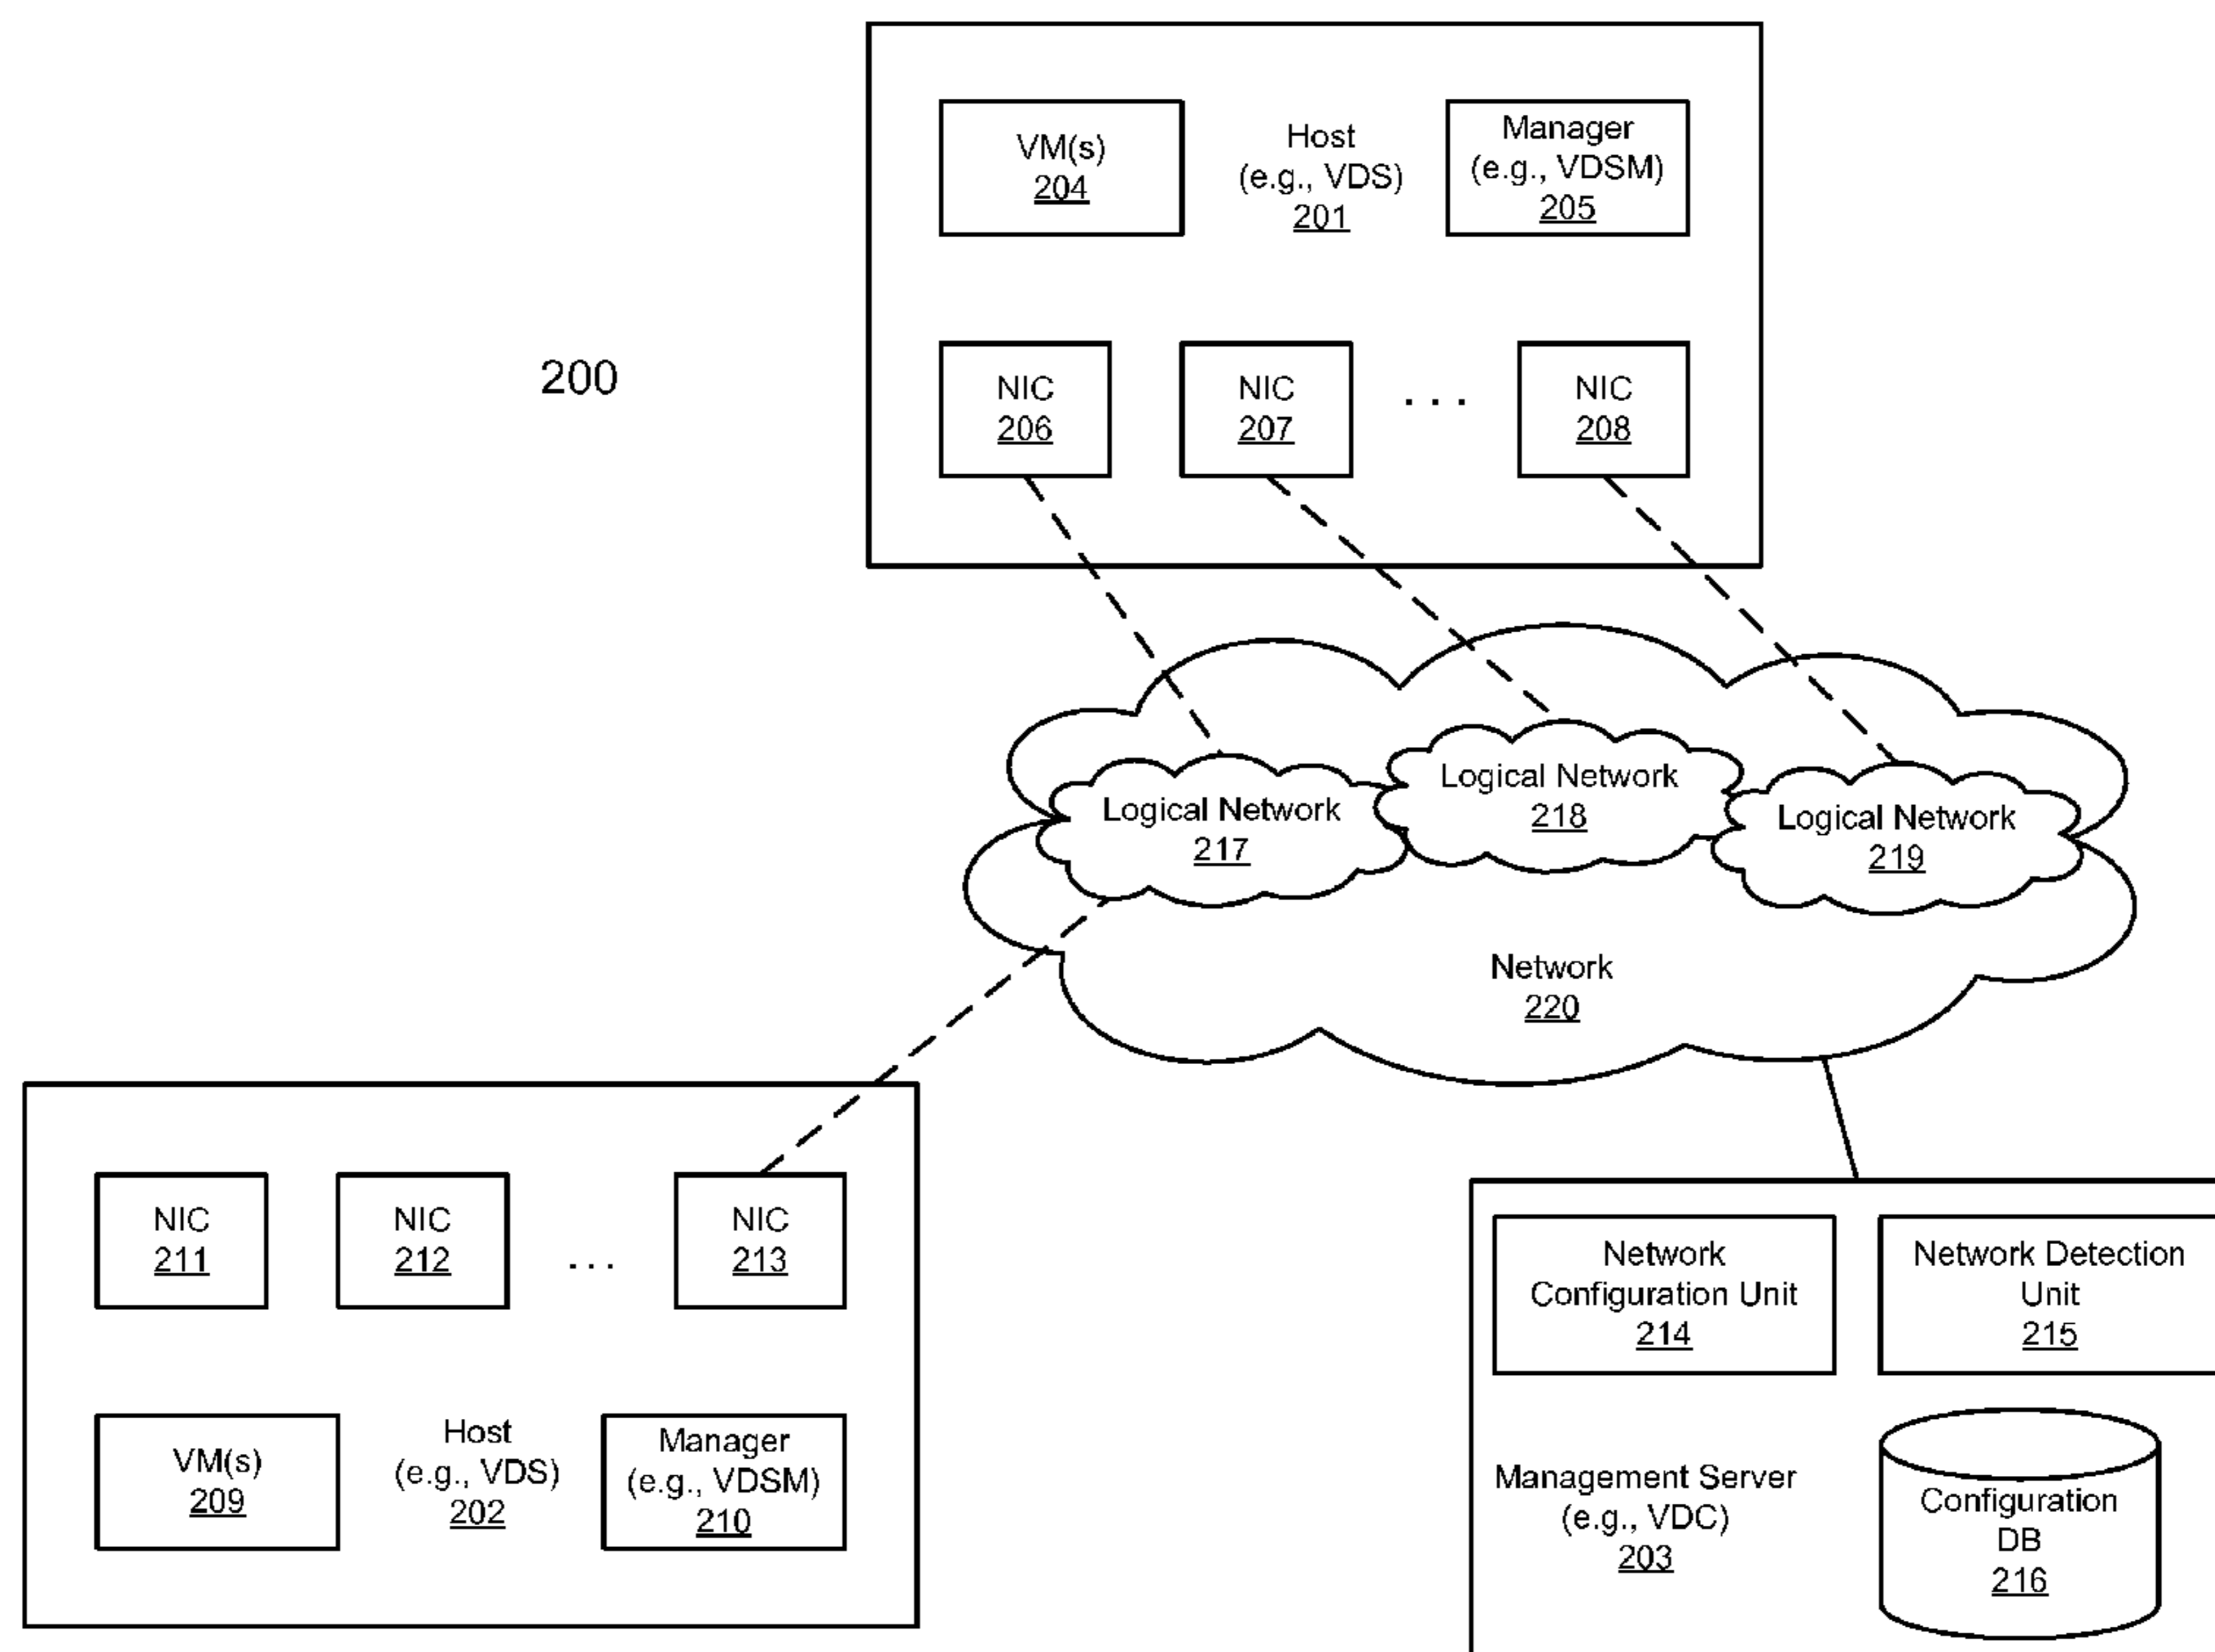 VM(s)
204
Host
(e.g., VDS)
201
Manager
(e.g., VDSM)
205
200
NIC
206
NIC
207
. . .
NIC
208
Logical Network
217
Logical Network
218
Logical Network
219
Network
220
NIC
211
NIC
212
. . .
NIC
213
VM(s)
209
Host
(e.g., VDS)
202
Manager
(e.g., VDSM)
210
Network
Configuration Unit
214
Network Detection
Unit
215
Management Server
(e.g., VDC)
203
Configuration
DB
216